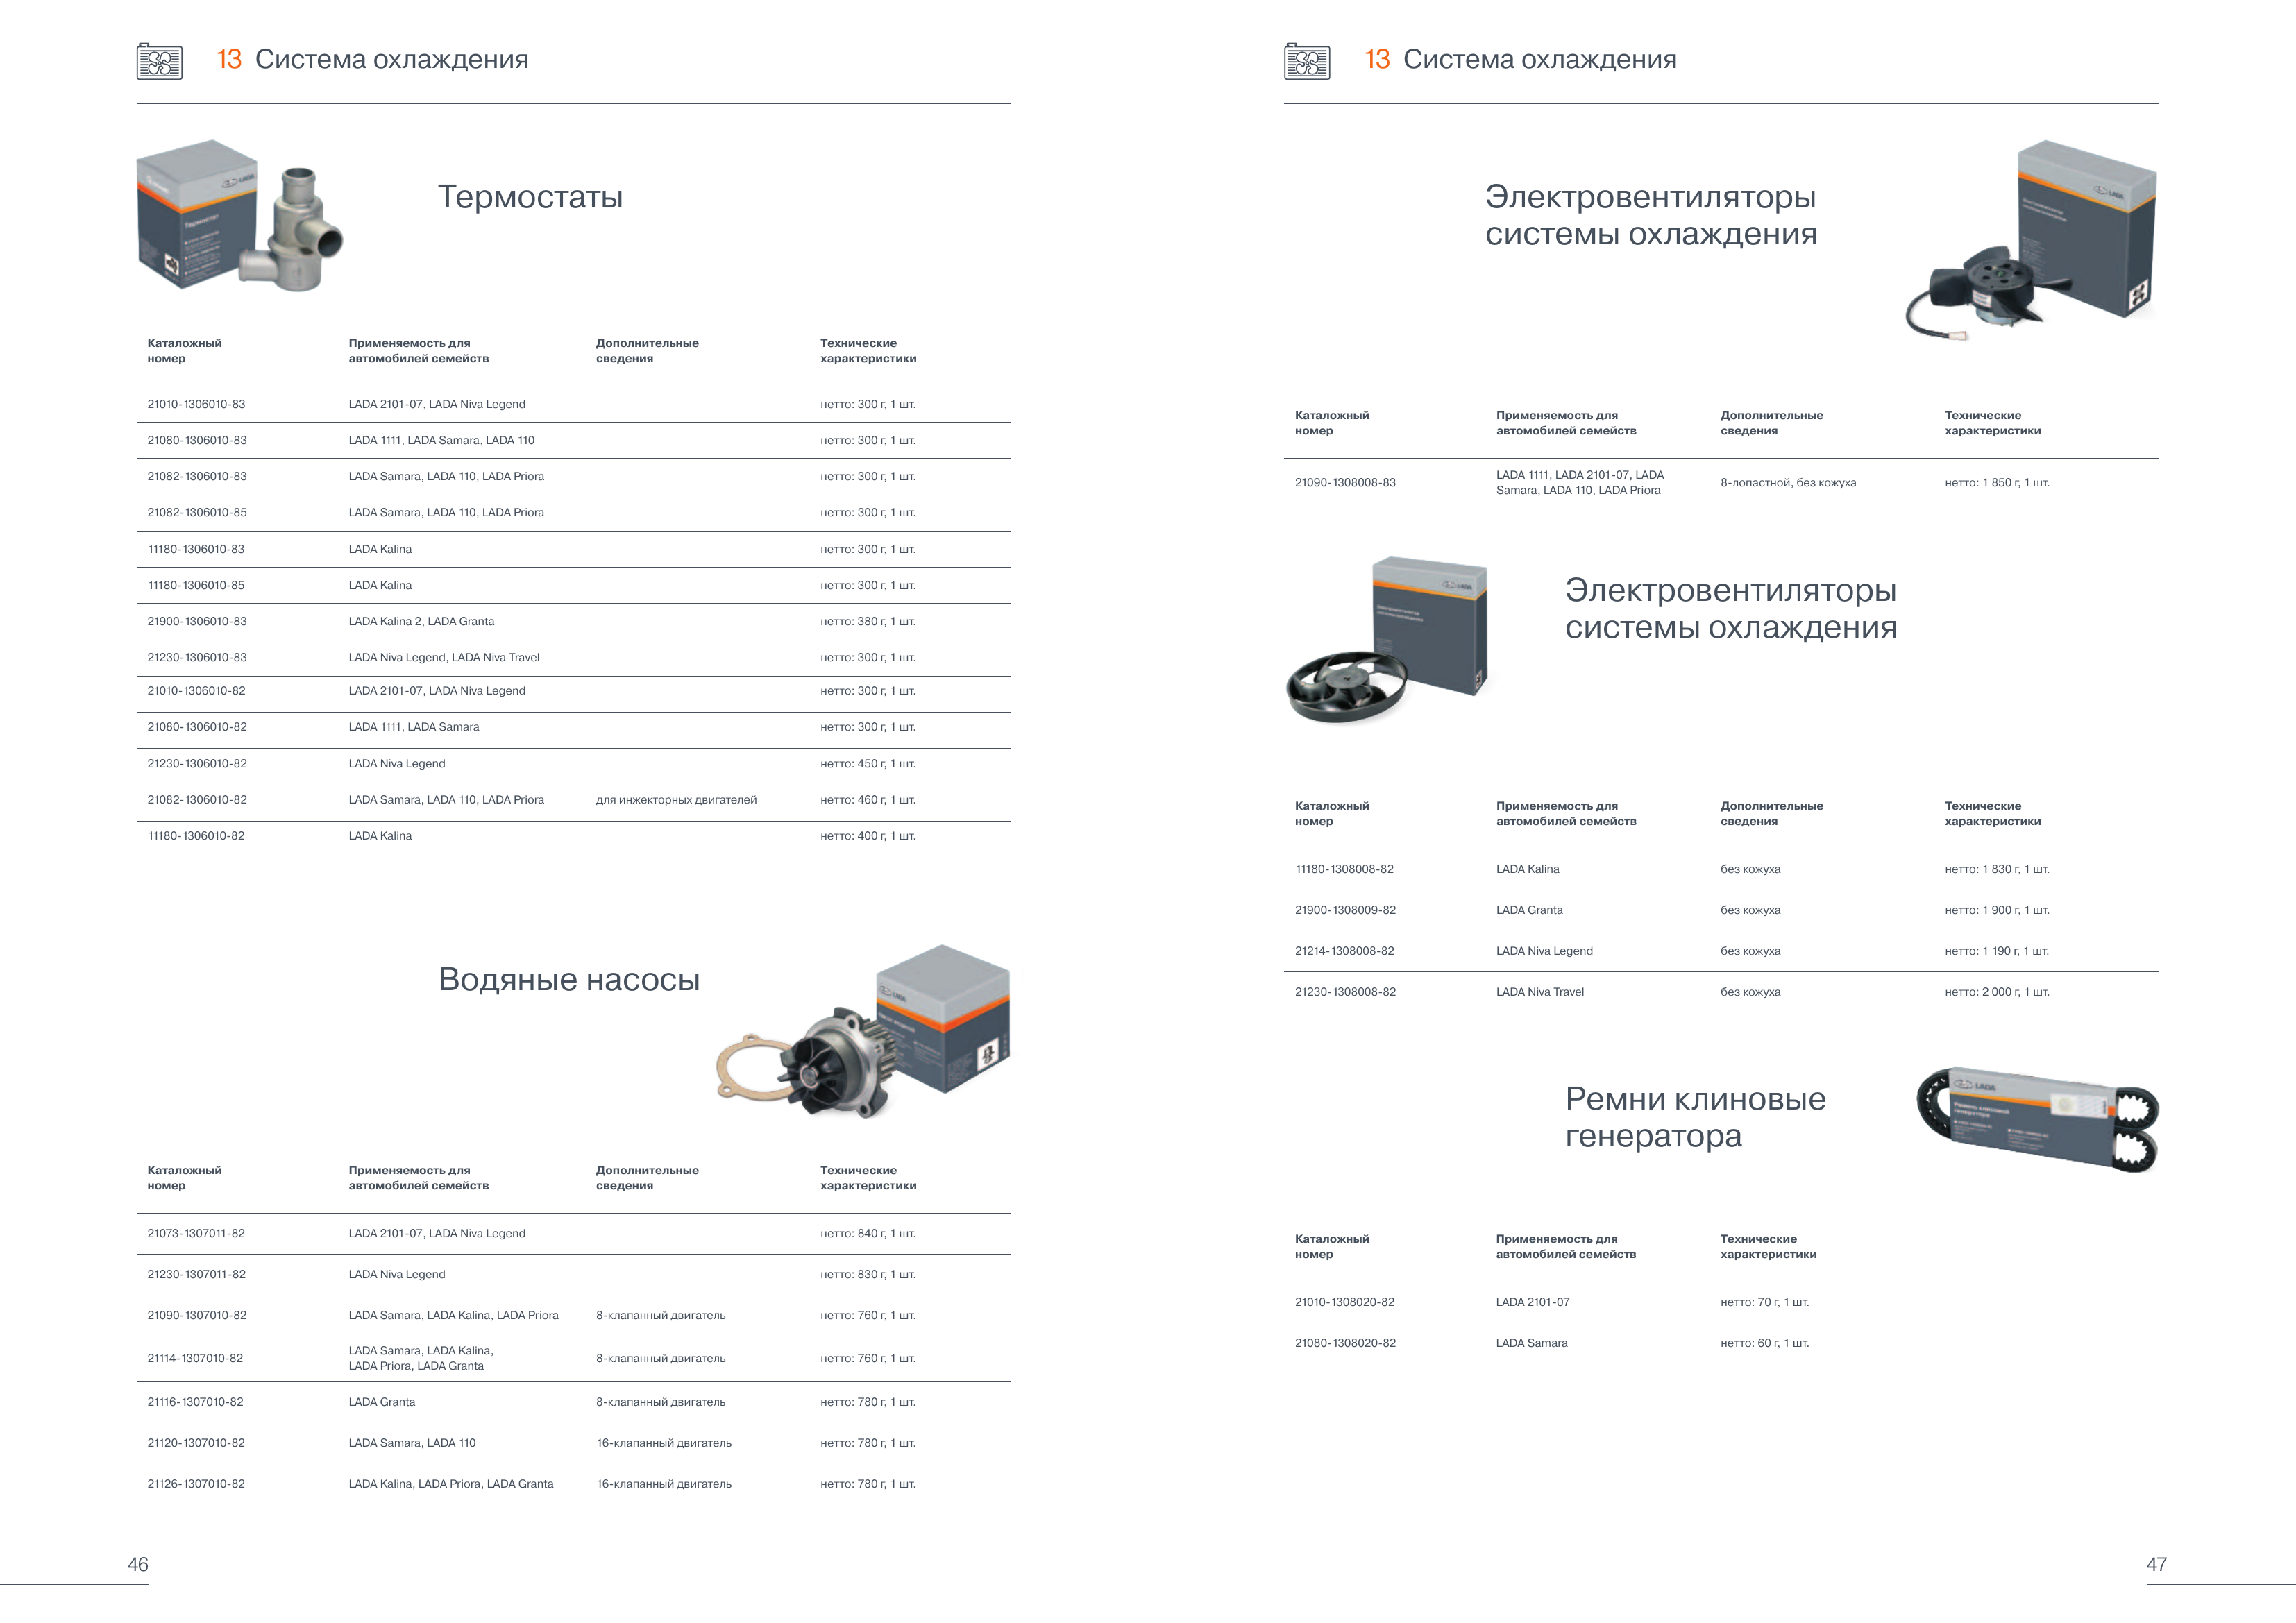 13 Система охлаждения
Термостаты
Каталожный номер
Применяемость для автомобилей семейств
Дополнительные сведения
Технические характеристики
21010-1306010-83 LADA 2101-07, LADA Niva Legend нетто: 300 г, 1 шт.
21080-1306010-83 LADA 1111, LADA Samara, LADA 110 нетто: 300 г, 1 шт.
21082-1306010-83 LADA Samara, LADA 110, LADA Priora нетто: 300 г, 1 шт.
21082-1306010-85 LADA Samara, LADA 110, LADA Priora нетто: 300 г, 1 шт.
11180-1306010-83 LADA Kalina нетто: 300 г, 1 шт.
11180-1306010-85 LADA Kalina нетто: 300 г, 1 шт.
21900-1306010-83 LADA Kalina 2, LADA Granta нетто: 380 г, 1 шт.
21230-1306010-83 LADA Niva Legend, LADA Niva Travel нетто: 300 г, 1 шт.
21010-1306010-82 LADA 2101-07, LADA Niva Legend нетто: 300 г, 1 шт.
21080-1306010-82 LADA 1111, LADA Samara нетто: 300 г, 1 шт.
21230-1306010-82 LADA Niva Legend нетто: 450 г, 1 шт.
21082-1306010-82 LADA Samara, LADA 110, LADA Priora для инжекторных двигателей нетто: 460 г, 1 шт.
11180-1306010-82 LADA Kalina нетто: 400 г, 1 шт.
Водяные насосы
Каталожный номер
Применяемость для автомобилей семейств
Дополнительные сведения
Технические характеристики
21073-1307011-82 LADA 2101-07, LADA Niva Legend нетто: 840 г, 1 шт.
21230-1307011-82 LADA Niva Legend нетто: 830 г, 1 шт.
21090-1307010-82 LADA Samara, LADA Kalina, LADA Priora 8-клапанный двигатель нетто: 760 г, 1 шт.
21114-1307010-82 LADA Samara, LADA Kalina,
LADA Priora, LADA Granta 8-клапанный двигатель нетто: 760 г, 1 шт.
21116-1307010-82 LADA Granta 8-клапанный двигатель нетто: 780 г, 1 шт.
21120-1307010-82 LADA Samara, LADA 110 16-клапанный двигатель нетто: 780 г, 1 шт.
21126-1307010-82 LADA Kalina, LADA Priora, LADA Granta 16-клапанный двигатель нетто: 780 г, 1 шт.
46
13 Система охлаждения
Электровентиляторы
системы охлаждения
Каталожный номер
Применяемость для автомобилей семейств
Дополнительные сведения
Технические характеристики
21090-1308008-83 LADA 1111, LADA 2101-07, LADA
Samara, LADA 110, LADA Priora 8-лопастной, без кожуха нетто: 1 850 г, 1 шт.
Электровентиляторы
системы охлаждения
Каталожный номер
Применяемость для автомобилей семейств
Дополнительные сведения
Технические характеристики
11180-1308008-82 LADA Kalina без кожуха нетто: 1 830 г, 1 шт.
21900-1308009-82 LADA Granta без кожуха нетто: 1 900 г, 1 шт.
21214-1308008-82 LADA Niva Legend без кожуха нетто: 1 190 г, 1 шт.
21230-1308008-82 LADA Niva Travel без кожуха нетто: 2 000 г, 1 шт.
Ремни клиновые
генератора
Каталожный номер
Применяемость для автомобилей семейств
Технические характеристики
21010-1308020-82 LADA 2101-07 нетто: 70 г, 1 шт.
21080-1308020-82 LADA Samara нетто: 60 г, 1 шт.
47